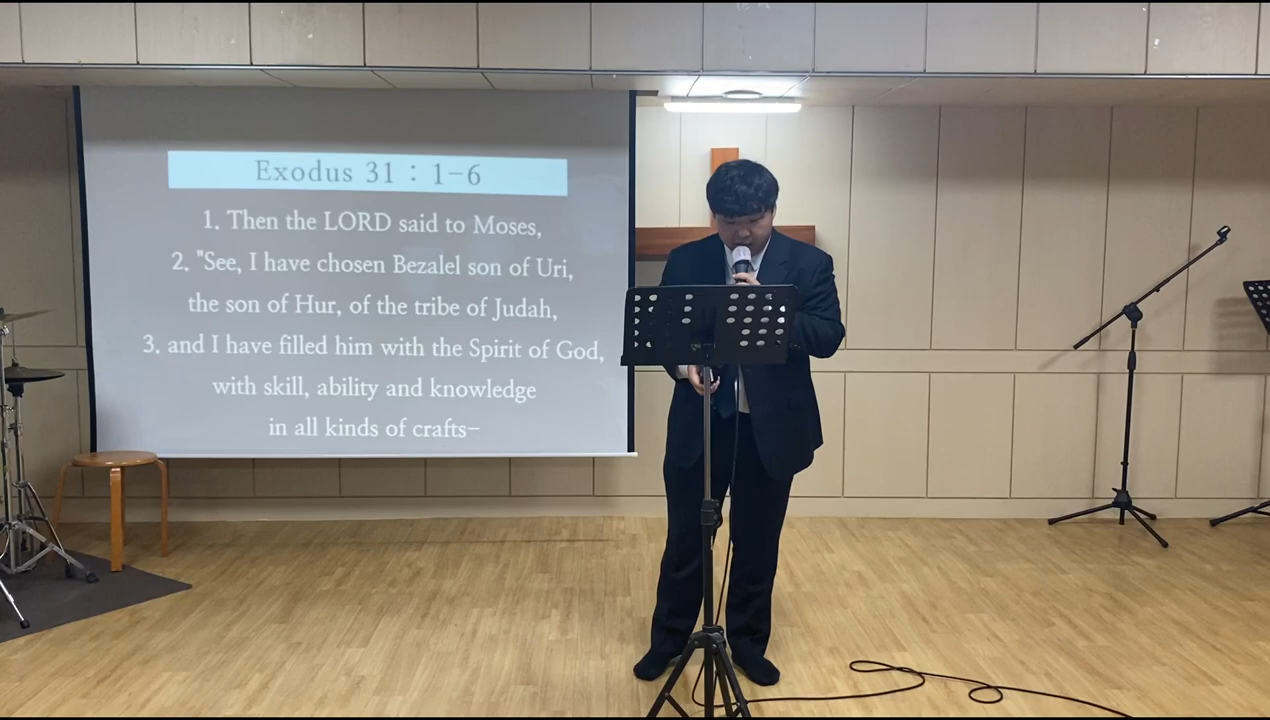 Exodus 31 : 1-6
1. Then the LORD said to Moses,
2. "See, I have chosen Bezalel son of Uri,
the son of Hur, of the tribe of Judah,
3. and I have filled him with the Spirit of God,
with skill, ability and knowledge
in all kinds of crafts-